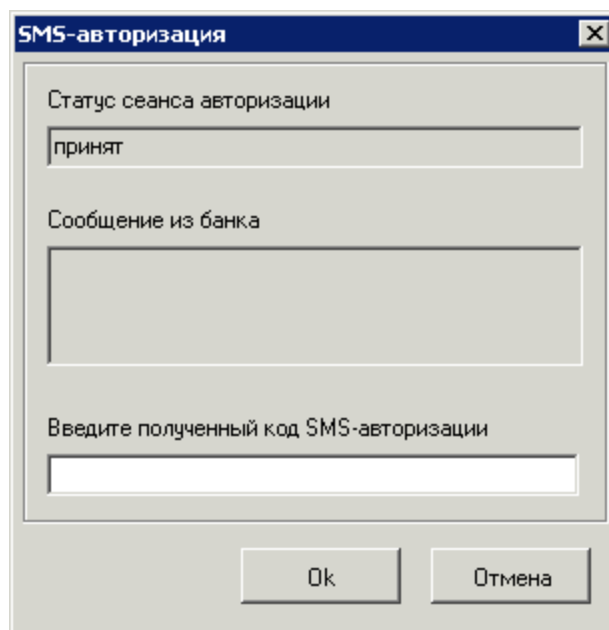 SMS-авторизация
Статус сеанса авторизации
принят
Сообщение из банка
Введите полученный код SMS-авторизации
Ok Отмена